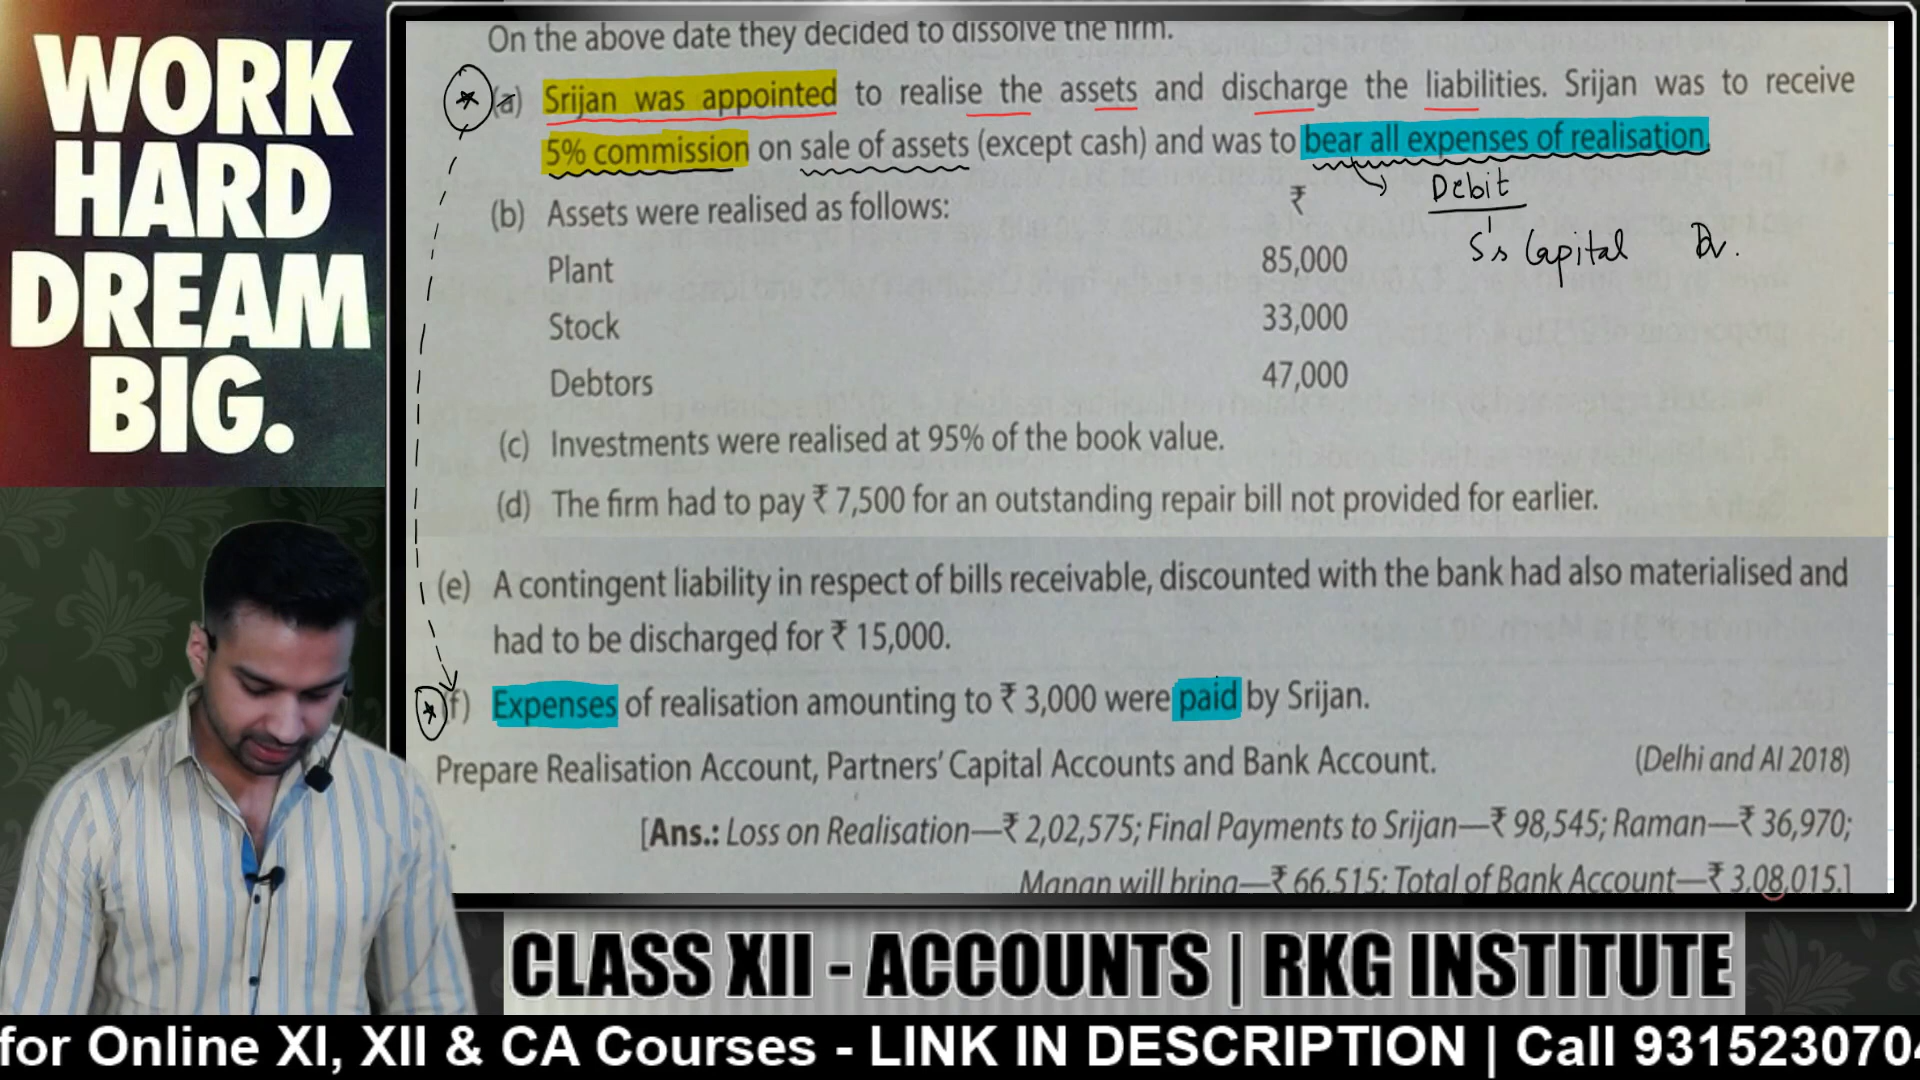 WORK
HARD
DREAM
BIG.
On the above date they decided to dissolve the firm.
(a) Srijan was appointed to realise the assets and discharge the liabilities. Srijan was to receive
5% commission on sale of assets (except cash) and was to bear all expenses of realisation.
Debit
(b) Assets were realised as follows: ₹
S's Capital Dr.
Plant 85,000
Stock 33,000
Debtors 47,000
(c) Investments were realised at 95% of the book value.
(d) The firm had to pay ₹ 7,500 for an outstanding repair bill not provided for earlier.
(e) A contingent liability in respect of bills receivable, discounted with the bank had also materialised and
had to be discharged for ₹ 15,000.
(f) Expenses of realisation amounting to ₹ 3,000 were paid by Srijan.
Prepare Realisation Account, Partners' Capital Accounts and Bank Account. (Delhi and AI 2018)
[Ans.: Loss on Realisation—₹ 2,02,575; Final Payments to Srijan—₹ 98,545; Raman—₹ 36,970;
Manan will bring—₹ 66,515; Total of Bank Account—₹ 3,08,015.]
CLASS XII - ACCOUNTS | RKG INSTITUTE
for Online XI, XII & CA Courses - LINK IN DESCRIPTION | Call 9315230704